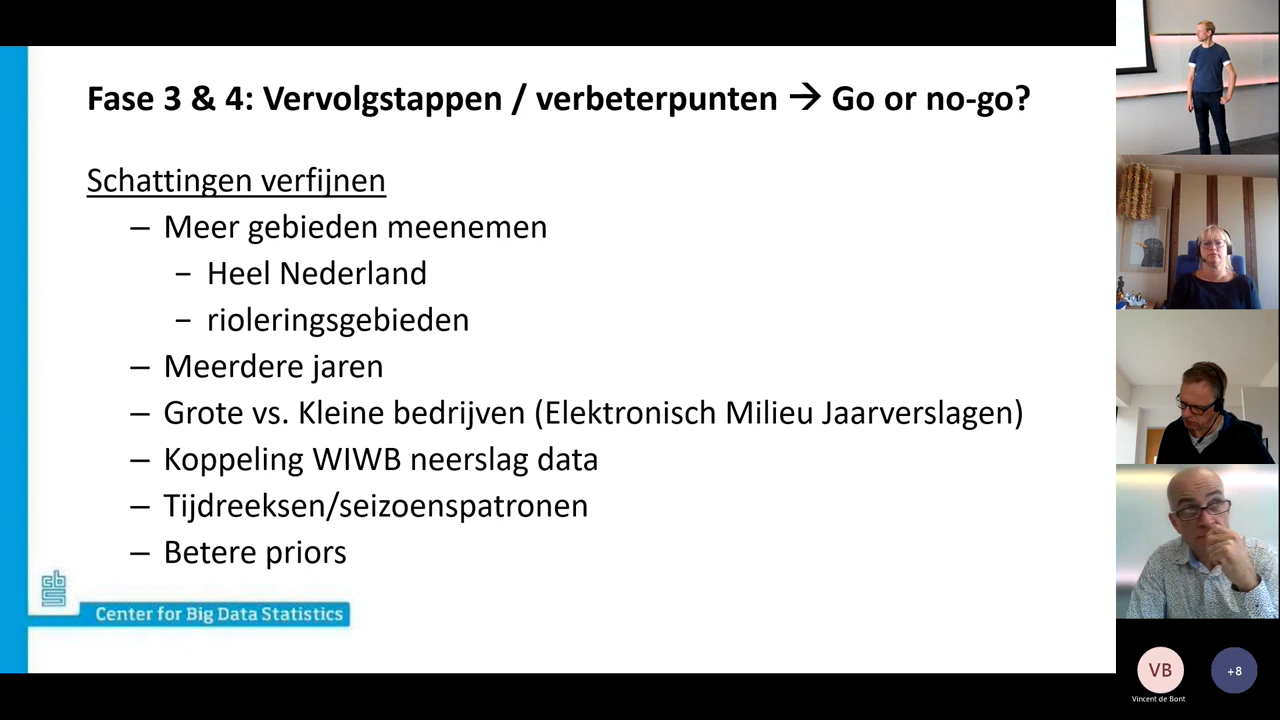 Fase 3 & 4: Vervolgstappen / verbeterpunten → Go or no-go?
Schattingen verfijnen
– Meer gebieden meenemen
− Heel Nederland
− rioleringsgebieden
– Meerdere jaren
– Grote vs. Kleine bedrijven (Elektronisch Milieu Jaarverslagen)
– Koppeling WIWB neerslag data
– Tijdreeksen/seizoenspatronen
– Betere priors
cbs
Center for Big Data Statistics
VB
+8
Vincent de Bont